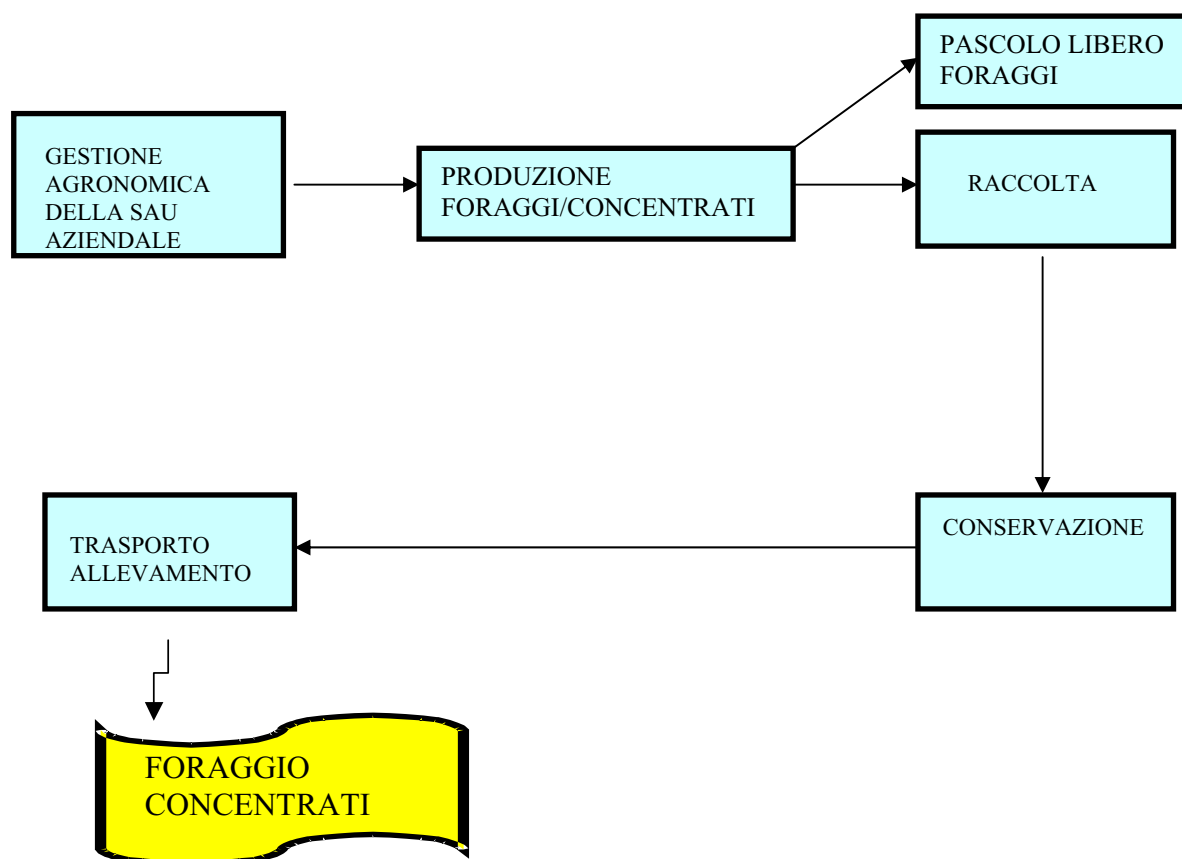 PASCOLO LIBERO
FORAGGI
GESTIONE
AGRONOMICA
DELLA SAU
AZIENDALE
PRODUZIONE
FORAGGI/CONCENTRATI
RACCOLTA
CONSERVAZIONE
TRASPORTO
ALLEVAMENTO
FORAGGIO
CONCENTRATI